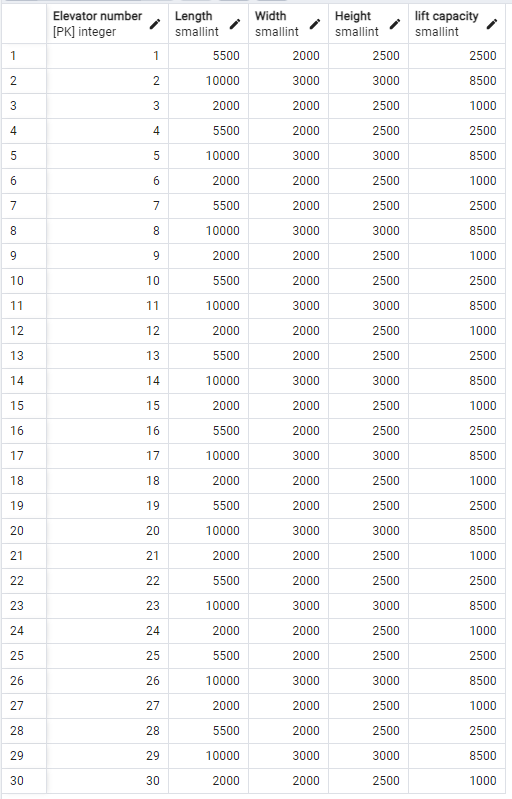 Elevator number Length Width Height lift capacity
[PK] integer smallint smallint smallint smallint
1 1 5500 2000 2500 2500
2 2 10000 3000 3000 8500
3 3 2000 2000 2500 1000
4 4 5500 2000 2500 2500
5 5 10000 3000 3000 8500
6 6 2000 2000 2500 1000
7 7 5500 2000 2500 2500
8 8 10000 3000 3000 8500
9 9 2000 2000 2500 1000
10 10 5500 2000 2500 2500
11 11 10000 3000 3000 8500
12 12 2000 2000 2500 1000
13 13 5500 2000 2500 2500
14 14 10000 3000 3000 8500
15 15 2000 2000 2500 1000
16 16 5500 2000 2500 2500
17 17 10000 3000 3000 8500
18 18 2000 2000 2500 1000
19 19 5500 2000 2500 2500
20 20 10000 3000 3000 8500
21 21 2000 2000 2500 1000
22 22 5500 2000 2500 2500
23 23 10000 3000 3000 8500
24 24 2000 2000 2500 1000
25 25 5500 2000 2500 2500
26 26 10000 3000 3000 8500
27 27 2000 2000 2500 1000
28 28 5500 2000 2500 2500
29 29 10000 3000 3000 8500
30 30 2000 2000 2500 1000